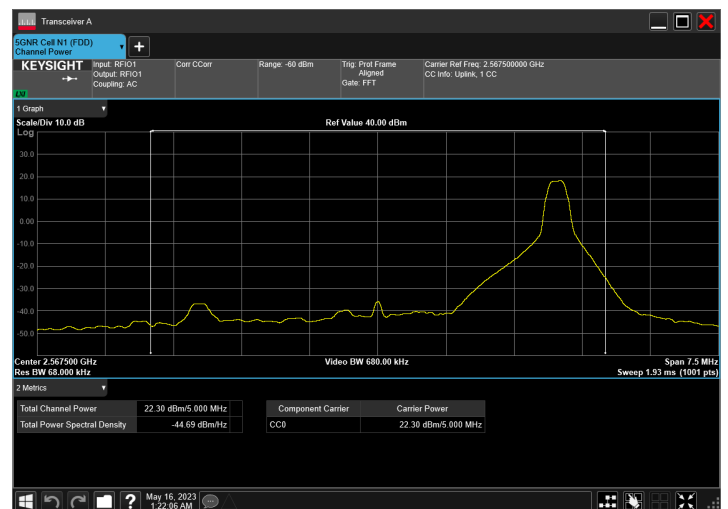 Transceiver A
5GNR Cell N1 (FDD)
Channel Power
+
KEYSIGHT
LXI
Input: RFIO1
Output: RFIO1
Coupling: AC
Corr CCorr
Range: -60 dBm
Trig: Prot Frame
Aligned
Gate: FFT
Carrier Ref Freq: 2.567500000 GHz
CC Info: Uplink, 1 CC
1 Graph
Scale/Div 10.0 dB
Ref Value 40.00 dBm
Log
30.0
20.0
10.0
0.00
-10.0
-20.0
-30.0
-40.0
-50.0
Center 2.567500 GHz
Video BW 680.00 kHz
Span 7.5 MHz
Res BW 68.000 kHz
Sweep 1.93 ms (1001 pts)
2 Metrics
Total Channel Power 22.30 dBm/5.000 MHz
Total Power Spectral Density -44.69 dBm/Hz
Component Carrier Carrier Power
CC0 22.30 dBm/5.000 MHz
?
May 16, 2023
1:22:06 AM